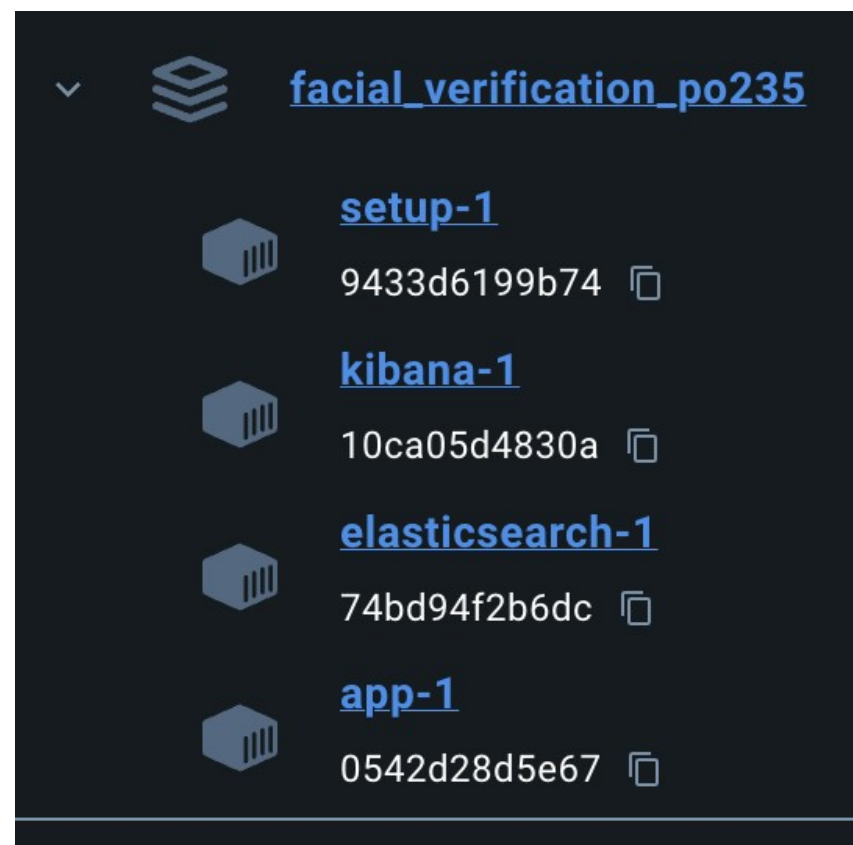 facial_verification_po235
setup-1
9433d6199b74
kibana-1
10ca05d4830a
elasticsearch-1
74bd94f2b6dc
app-1
0542d28d5e67